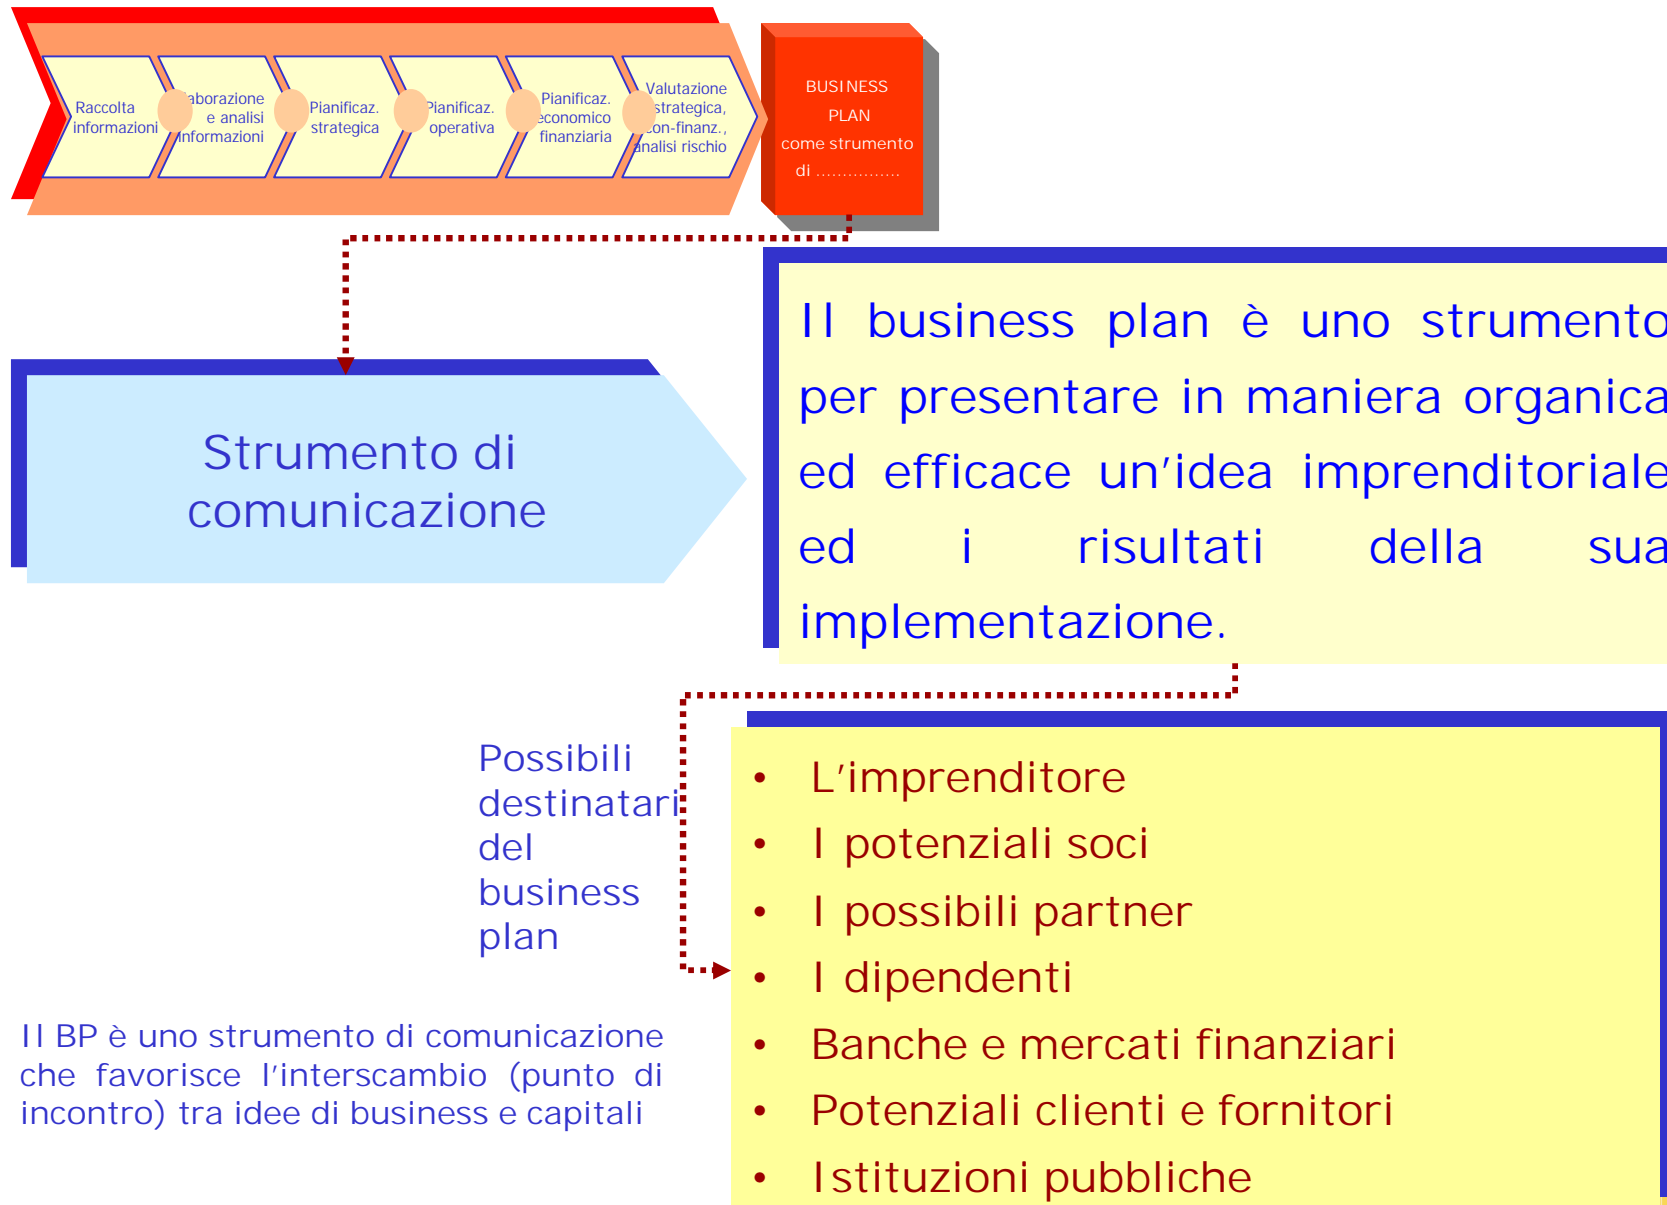 Raccolta
informazioni
aborazione
e analisi
informazioni
Pianificaz.
strategica
Pianificaz.
operativa
Pianificaz.
economico
finanziaria
Valutazione
strategica,
con-finanz.,
analisi rischio
BUSINESS
PLAN
come strumento
di ................
Strumento di
comunicazione
Il business plan è uno strumento
per presentare in maniera organica
ed efficace un'idea imprenditoriale
ed i risultati della sua
implementazione.
Possibili
destinatari
del
business
plan
• L'imprenditore
• I potenziali soci
• I possibili partner
• I dipendenti
• Banche e mercati finanziari
• Potenziali clienti e fornitori
• Istituzioni pubbliche
Il BP è uno strumento di comunicazione
che favorisce l'interscambio (punto di
incontro) tra idee di business e capitali